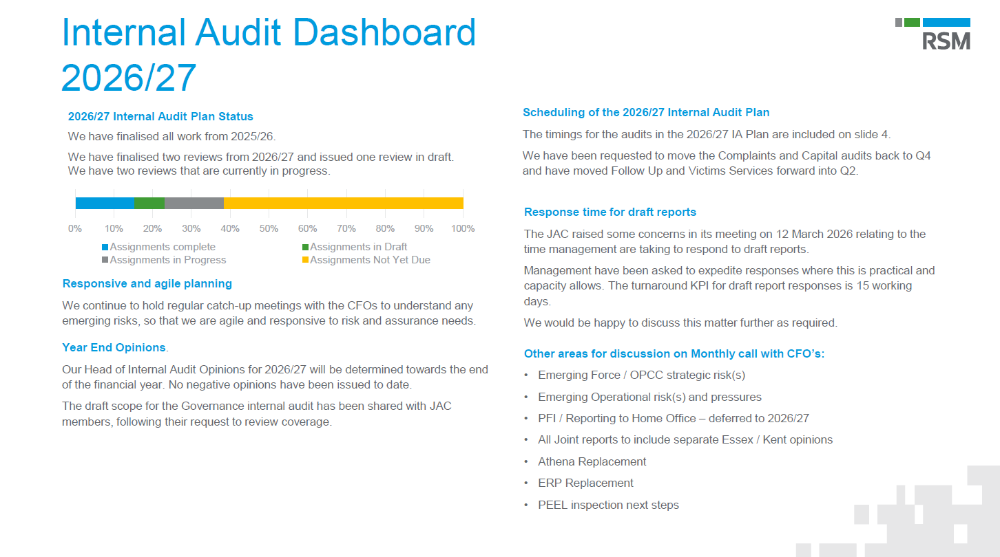 Internal Audit Dashboard
2026/27
RSM
2026/27 Internal Audit Plan Status
We have finalised all work from 2025/26.
We have finalised two reviews from 2026/27 and issued one review in draft.
We have two reviews that are currently in progress.
0% 10% 20% 30% 40% 50% 60% 70% 80% 90% 100%
Assignments complete Assignments in Draft
Assignments in Progress Assignments Not Yet Due
Responsive and agile planning
We continue to hold regular catch-up meetings with the CFOs to understand any
emerging risks, so that we are agile and responsive to risk and assurance needs.
Year End Opinions.
Our Head of Internal Audit Opinions for 2026/27 will be determined towards the end
of the financial year. No negative opinions have been issued to date.
The draft scope for the Governance internal audit has been shared with JAC
members, following their request to review coverage.
Scheduling of the 2026/27 Internal Audit Plan
The timings for the audits in the 2026/27 IA Plan are included on slide 4.
We have been requested to move the Complaints and Capital audits back to Q4
and have moved Follow Up and Victims Services forward into Q2.
Response time for draft reports
The JAC raised some concerns in its meeting on 12 March 2026 relating to the
time management are taking to respond to draft reports.
Management have been asked to expedite responses where this is practical and
capacity allows. The turnaround KPI for draft report responses is 15 working
days.
We would be happy to discuss this matter further as required.
Other areas for discussion on Monthly call with CFO's:
• Emerging Force / OPCC strategic risk(s)
• Emerging Operational risk(s) and pressures
• PFI / Reporting to Home Office – deferred to 2026/27
• All Joint reports to include separate Essex / Kent opinions
• Athena Replacement
• ERP Replacement
• PEEL inspection next steps